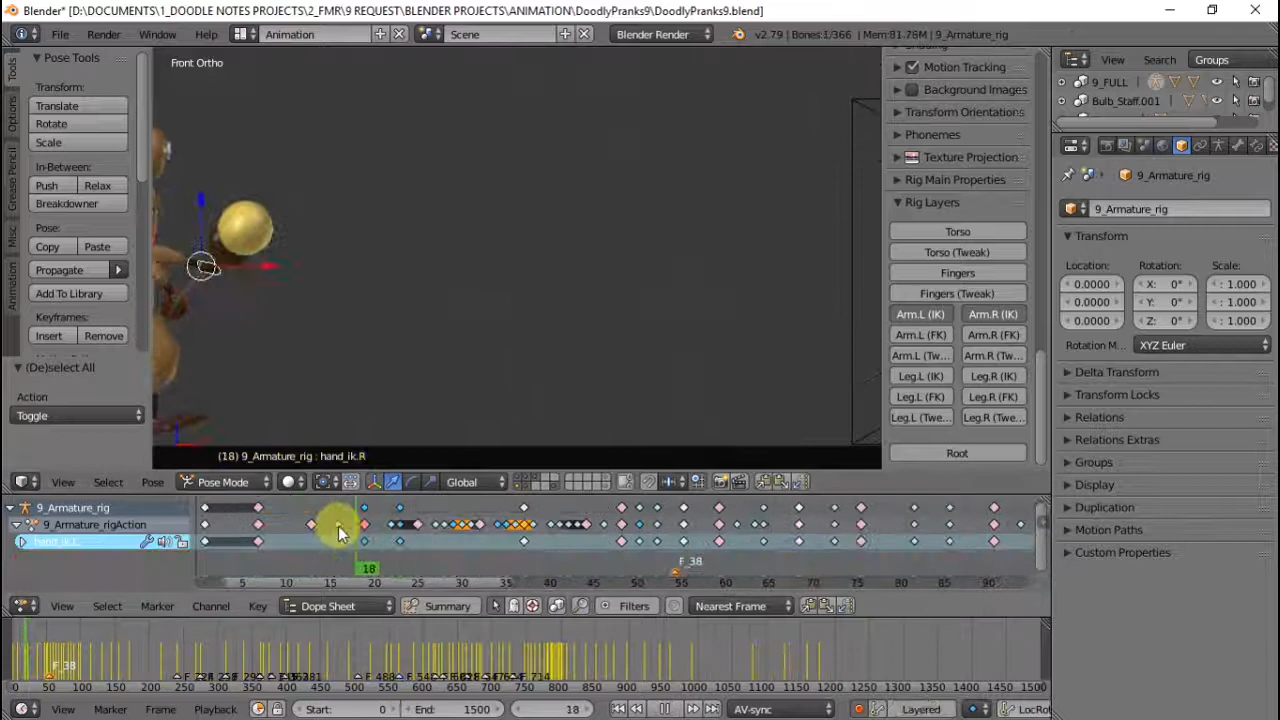 Blender* [D:\DOCUMENTS\1_DOODLE NOTES PROJECTS\2_FMR\9 REQUEST\BLENDER PROJECTS\ANIMATION\DoodlyPranks9\DoodlyPranks9.blend]
File Render Window Help Animation Scene Blender Render v2.79 | Bones:1/366 | Mem:81.78M | 9_Armature_rig
Tools
Options
Grease Pencil
Misc
Animation
Pose Tools
Transform:
Translate
Rotate
Scale
In-Between:
Push Relax
Breakdowner
Pose:
Copy Paste
Propagate
Add To Library
Keyframes:
Insert Remove
(De)select All
Action
Toggle
Front Ortho
(18) 9_Armature_rig : hand_ik.R
Motion Tracking
Background Images
Transform Orientations
Phonemes
Texture Projection
Rig Main Properties
Rig Layers
Torso
Torso (Tweak)
Fingers
Fingers (Tweak)
Arm.L (IK) Arm.R (IK)
Arm.L (FK) Arm.R (FK)
Arm.L (Tw... Arm.R (Tw...
Leg.L (IK) Leg.R (IK)
Leg.L (FK) Leg.R (FK)
Leg.L (Twe... Leg.R (Twe...
Root
View Search Groups
9_FULL
Bulb_Staff.001
9_Armature_rig
9_Armature_rig
Transform
Location: Rotation: Scale:
0.0000 X: 0° : 1.000
0.0000 Y: 0° : 1.000
0.0000 Z: 0° : 1.000
Rotation M... XYZ Euler
Delta Transform
Transform Locks
Relations
Relations Extras
Groups
Display
Duplication
Motion Paths
Custom Properties
View Select Pose Pose Mode Global
9_Armature_rig
9_Armature_rigAction
F_38
18
5 10 15 20 25 30 35 40 45 50 55 60 65 70 75 80 85 90
View Select Marker Channel Key Dope Sheet Summary Filters Nearest Frame
F_38
0 50 100 150 200 250 300 350 400 450 500 550 600 650 700 750 800 850 900 950 1000 1050 1100 1150 1200 1250 1300 1350 1400 1450 1500
View Marker Frame Playback Start: 0 End: 1500 18 AV-sync Layered LocRo